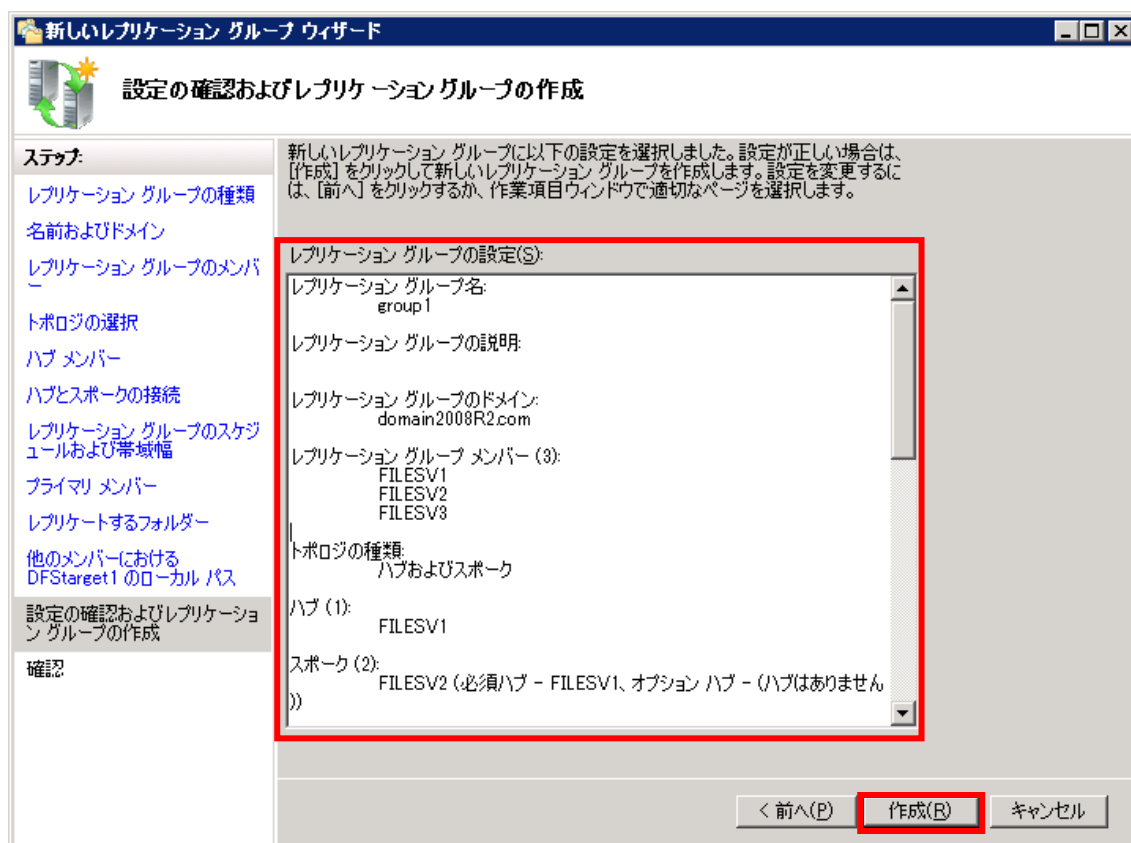 新しいレプリケーション グループ ウィザード
設定の確認およびレプリケーション グループの作成
ステップ:
レプリケーション グループの種類
名前およびドメイン
レプリケーション グループのメンバ
ー
トポロジの選択
ハブ メンバー
ハブとスポークの接続
レプリケーション グループのスケジ
ュールおよび帯域幅
プライマリ メンバー
レプリケートするフォルダー
他のメンバーにおける
DFStarget1 のローカル パス
設定の確認およびレプリケーショ
ン グループの作成
確認
新しいレプリケーション グループに以下の設定を選択しました。設定が正しい場合は、
[作成] をクリックして新しいレプリケーション グループを作成します。設定を変更するに
は、[前へ] をクリックするか、作業項目ウィンドウで適切なページを選択します。
レプリケーション グループの設定(S):
レプリケーション グループ名:
group1
レプリケーション グループの説明:
レプリケーション グループのドメイン:
domain2008R2.com
レプリケーション グループ メンバー (3):
FILESV1
FILESV2
FILESV3
トポロジの種類:
ハブおよびスポーク
ハブ (1):
FILESV1
スポーク (2):
FILESV2 (必須ハブ - FILESV1、オプション ハブ - (ハブはありません
))
< 前へ(P)
作成(R)
キャンセル